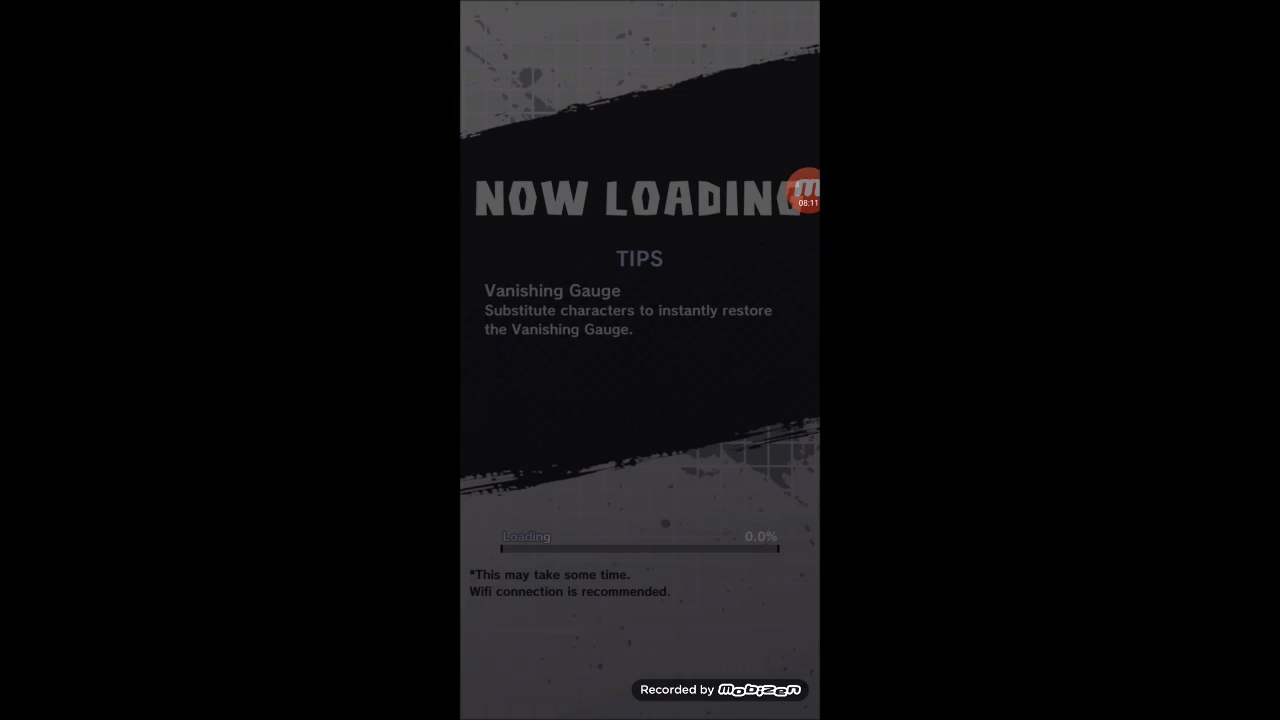 NOW LOADING
m
08:11
TIPS
Vanishing Gauge
Substitute characters to instantly restore
the Vanishing Gauge.
Loading 0.0%
*This may take some time.
Wifi connection is recommended.
Recorded by mobizen